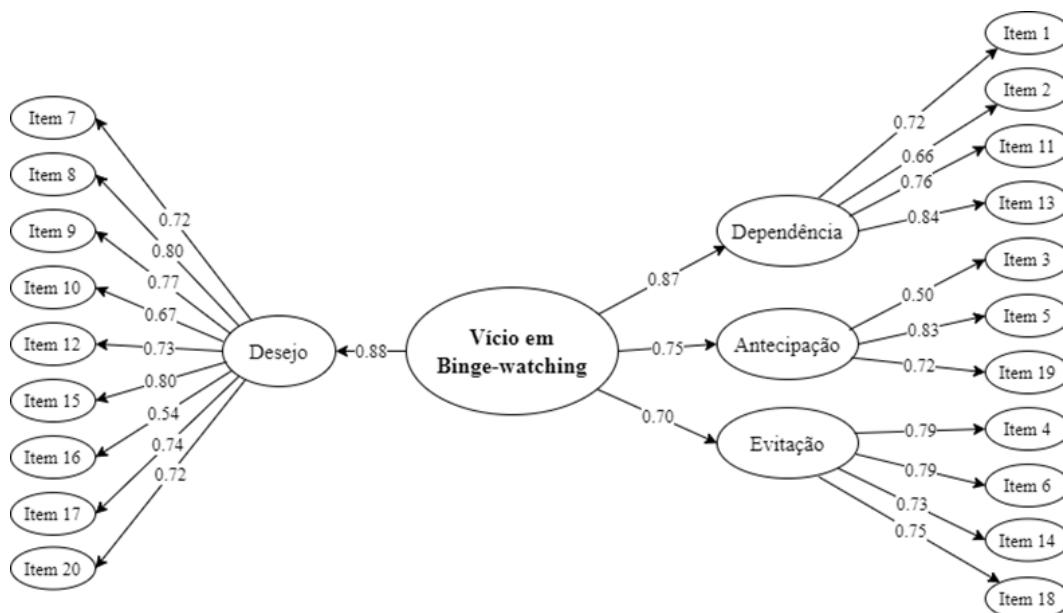 Item 7
Item 8
Item 9
Item 10
Item 12
Item 15
Item 16
Item 17
Item 20
0.72
0.80
0.77
0.67
0.73
0.80
0.54
0.74
0.72
Desejo
0.88
Vício em
Binge-watching
0.87
0.75
0.70
Dependência
Antecipação
Evitação
0.72
0.66
0.76
0.84
0.50
0.83
0.72
0.79
0.79
0.73
0.75
Item 1
Item 2
Item 11
Item 13
Item 3
Item 5
Item 19
Item 4
Item 6
Item 14
Item 18